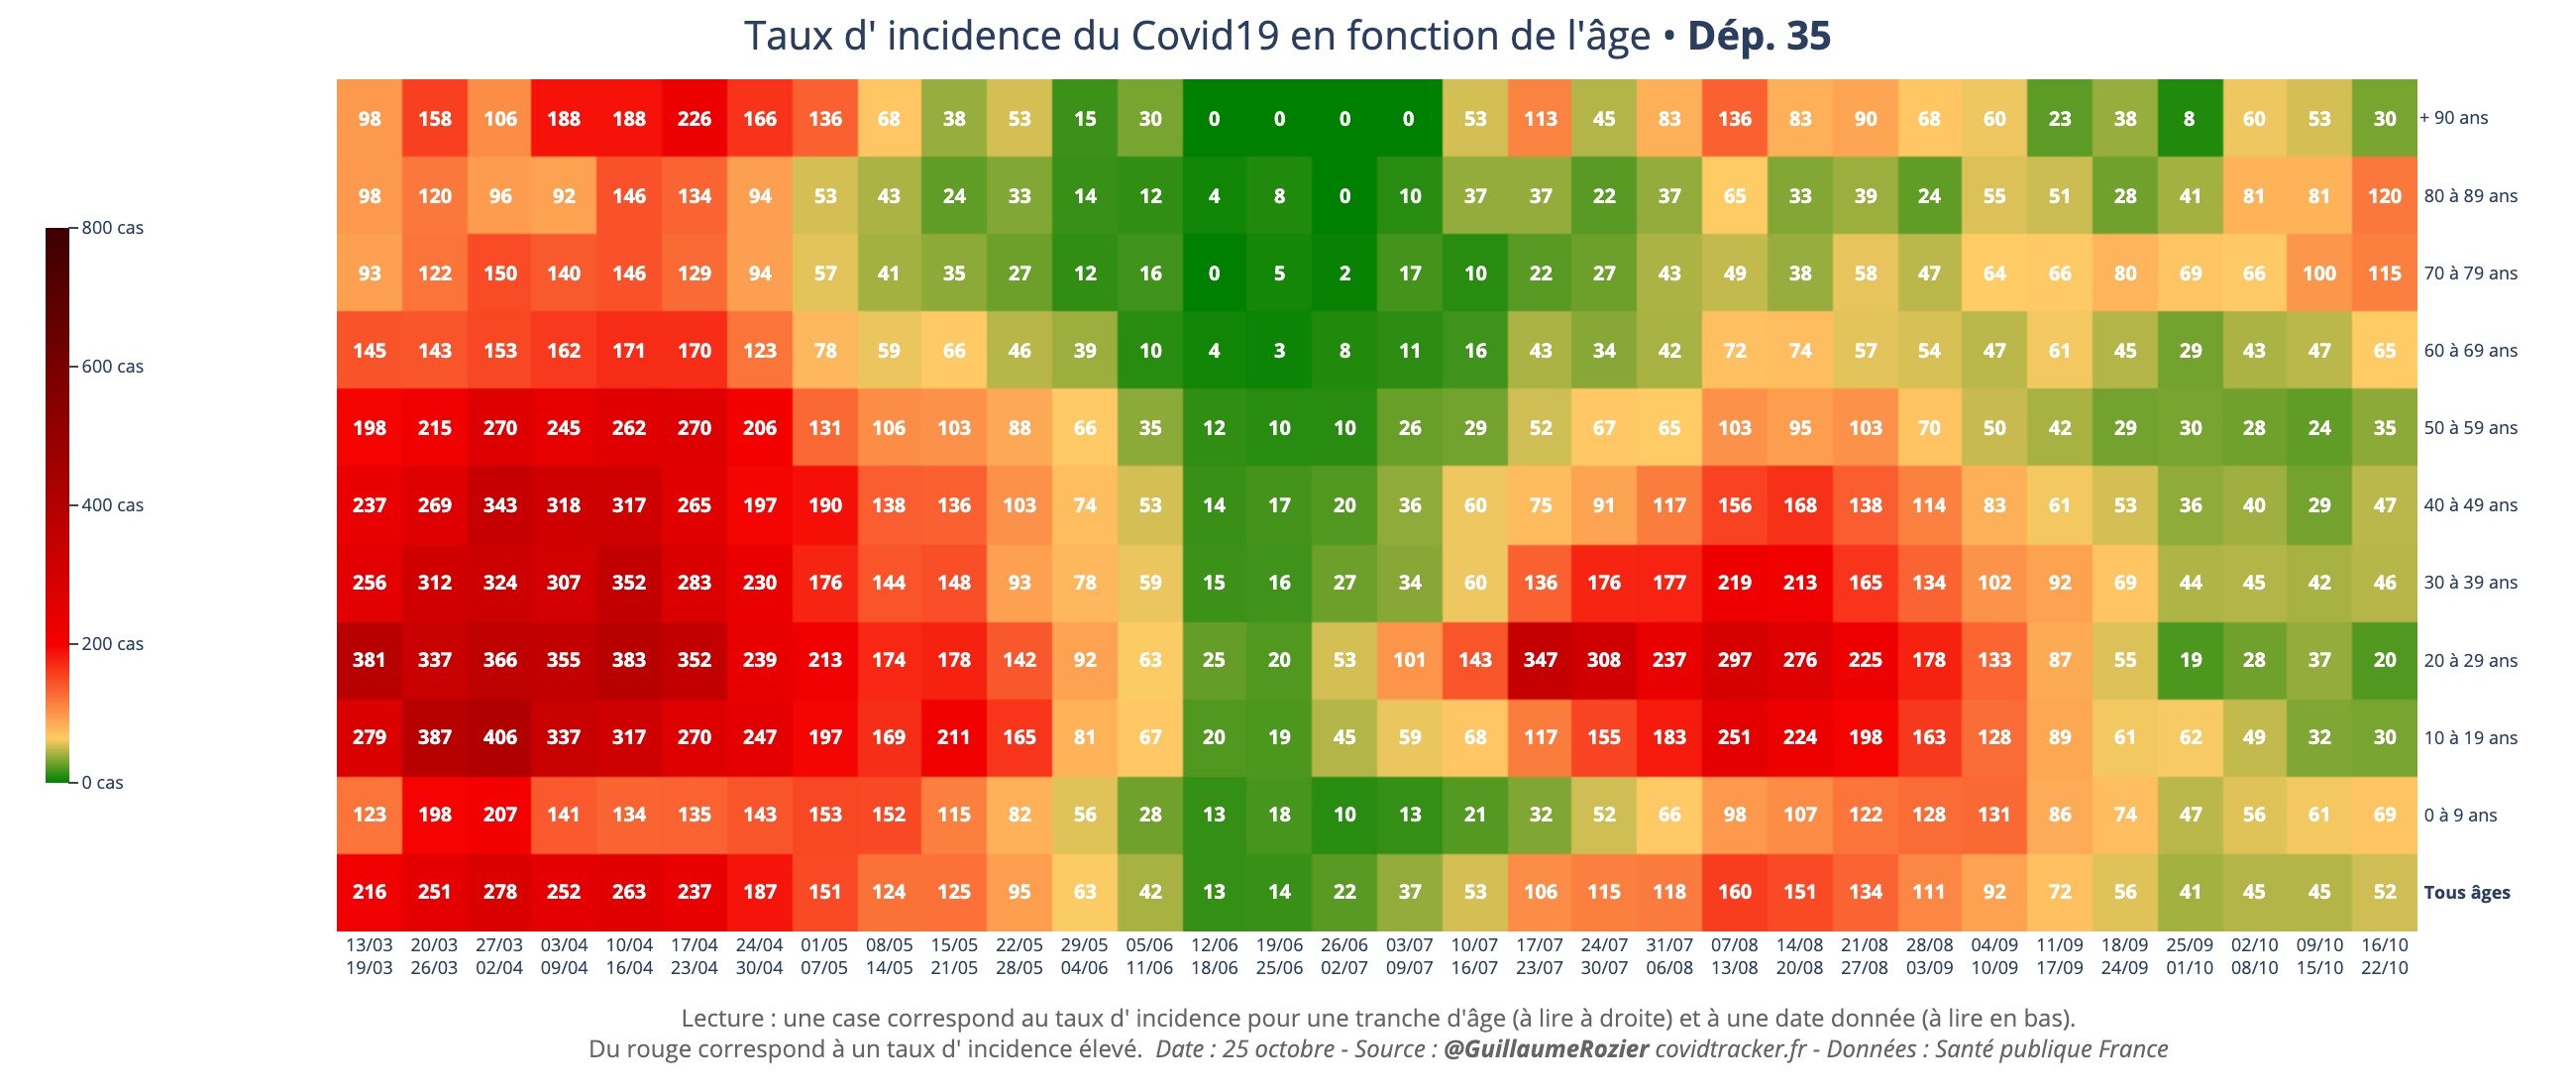 Taux d' incidence du Covid19 en fonction de l'âge • Dép. 35
800 cas
600 cas
400 cas
200 cas
0 cas
98 158 106 188 188 226 166 136 68 38 53 15 30 0 0 0 0 53 113 45 83 136 83 90 68 60 23 38 8 60 53 30 + 90 ans
98 120 96 92 146 134 94 53 43 24 33 14 12 4 8 0 10 37 37 22 37 65 33 39 24 55 51 28 41 81 81 120 80 à 89 ans
93 122 150 140 146 129 94 57 41 35 27 12 16 0 5 2 17 10 22 27 43 49 38 58 47 64 66 80 69 66 100 115 70 à 79 ans
145 143 153 162 171 170 123 78 59 66 46 39 10 4 3 8 11 16 43 34 42 72 74 57 54 47 61 45 29 43 47 65 60 à 69 ans
198 215 270 245 262 270 206 131 106 103 88 66 35 12 10 10 26 29 52 67 65 103 95 103 70 50 42 29 30 28 24 35 50 à 59 ans
237 269 343 318 317 265 197 190 138 136 103 74 53 14 17 20 36 60 75 91 117 156 168 138 114 83 61 53 36 40 29 47 40 à 49 ans
256 312 324 307 352 283 230 176 144 148 93 78 59 15 16 27 34 60 136 176 177 219 213 165 134 102 92 69 44 45 42 46 30 à 39 ans
381 337 366 355 383 352 239 213 174 178 142 92 63 25 20 53 101 143 347 308 237 297 276 225 178 133 87 55 19 28 37 20 20 à 29 ans
279 387 406 337 317 270 247 197 169 211 165 81 67 20 19 45 59 68 117 155 183 251 224 198 163 128 89 61 62 49 32 30 10 à 19 ans
123 198 207 141 134 135 143 153 152 115 82 56 28 13 18 10 13 21 32 52 66 98 107 122 128 131 86 74 47 56 61 69 0 à 9 ans
216 251 278 252 263 237 187 151 124 125 95 63 42 13 14 22 37 53 106 115 118 160 151 134 111 92 72 56 41 45 45 52 Tous âges
13/03 20/03 27/03 03/04 10/04 17/04 24/04 01/05 08/05 15/05 22/05 29/05 05/06 12/06 19/06 26/06 03/07 10/07 17/07 24/07 31/07 07/08 14/08 21/08 28/08 04/09 11/09 18/09 25/09 02/10 09/10 16/10
19/03 26/03 02/04 09/04 16/04 23/04 30/04 07/05 14/05 21/05 28/05 04/06 11/06 18/06 25/06 02/07 09/07 16/07 23/07 30/07 06/08 13/08 20/08 27/08 03/09 10/09 17/09 24/09 01/10 08/10 15/10 22/10
Lecture : une case correspond au taux d' incidence pour une tranche d'âge (à lire à droite) et à une date donnée (à lire en bas).
Du rouge correspond à un taux d' incidence élevé. Date : 25 octobre - Source : @GuillaumeRozier covidtracker.fr - Données : Santé publique France